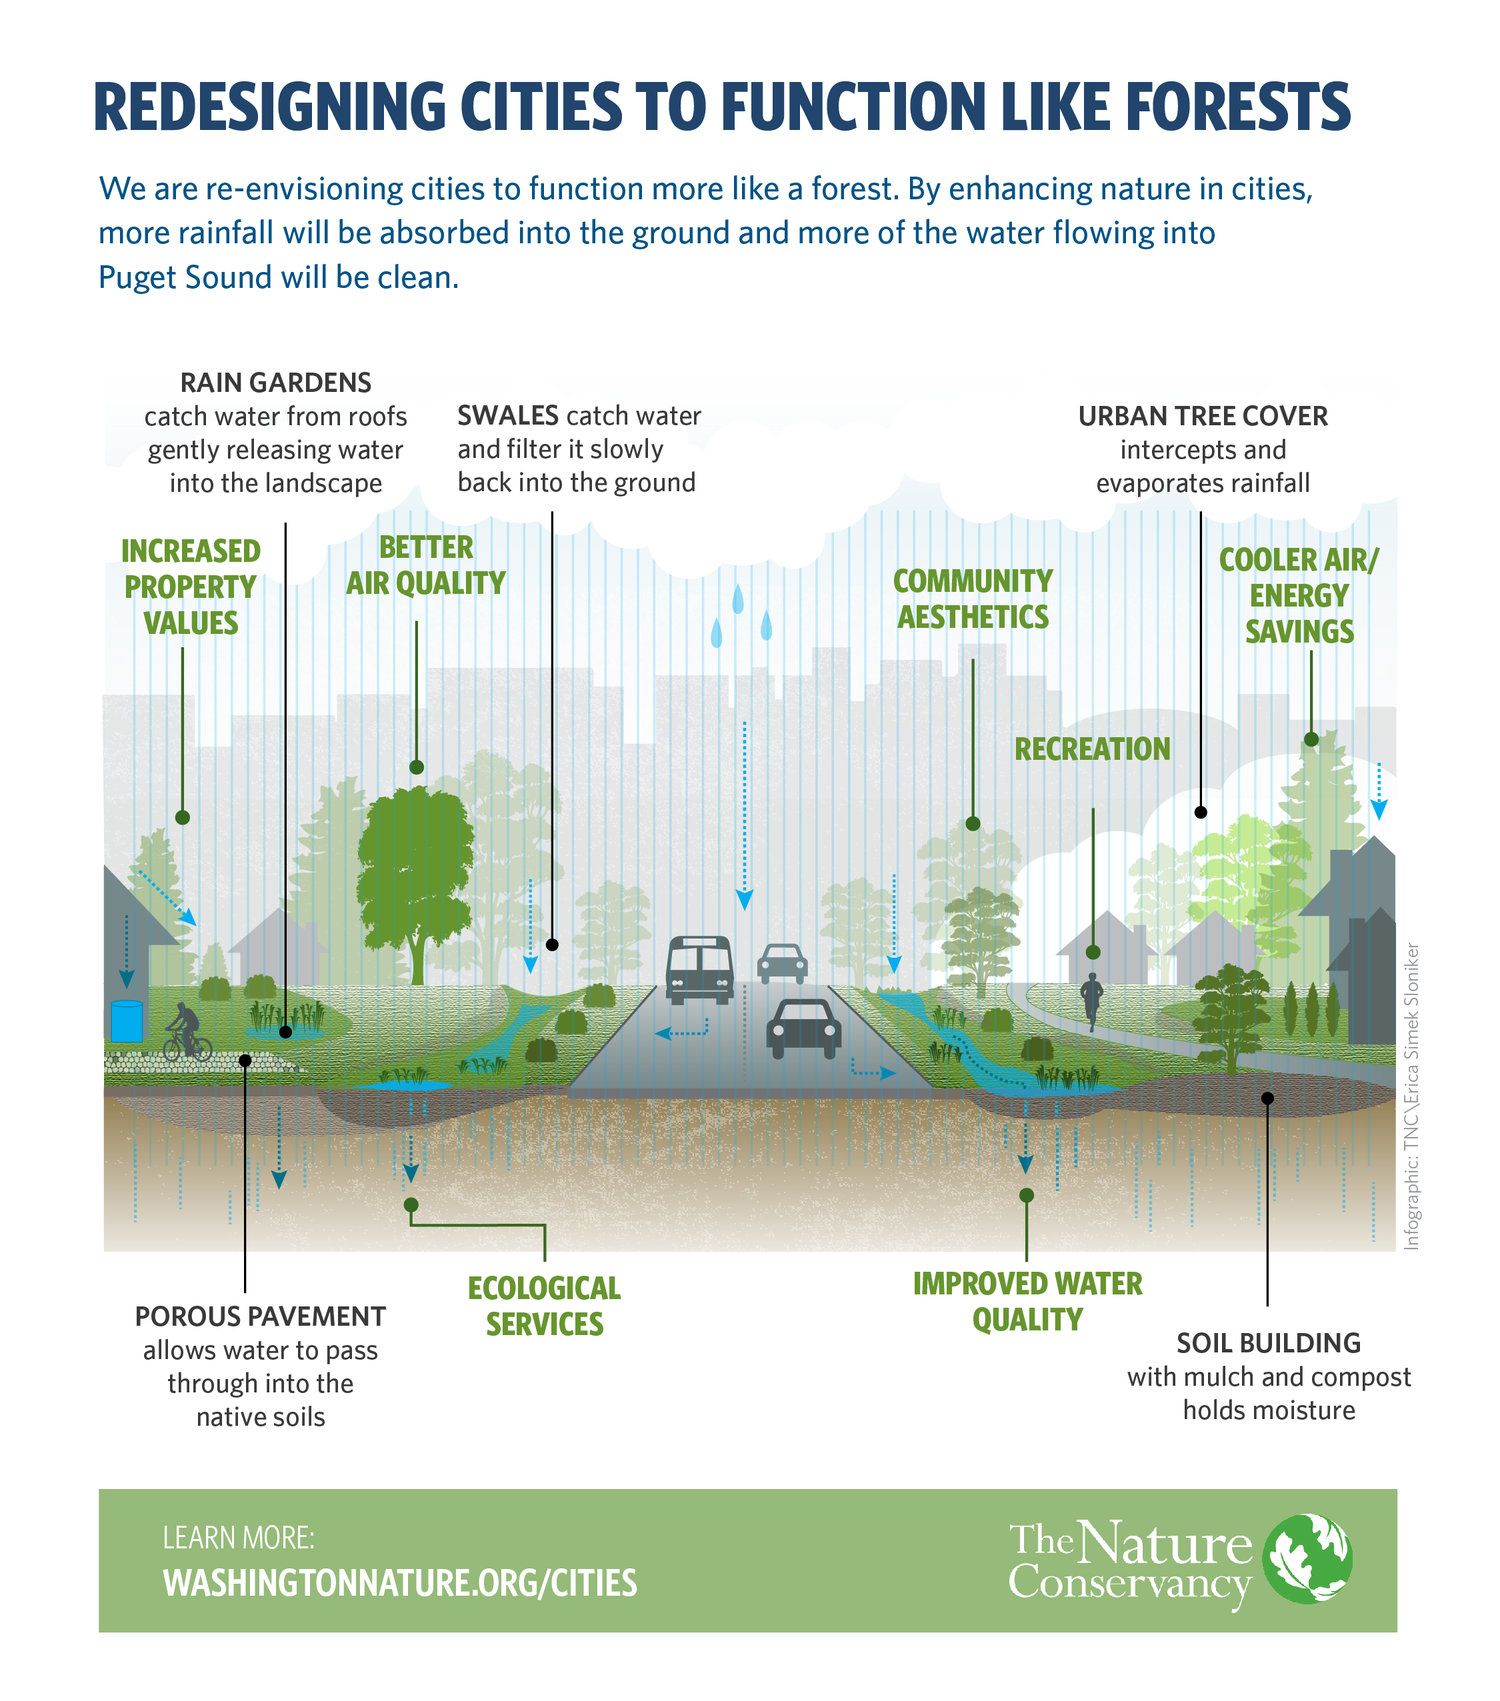 REDESIGNING CITIES TO FUNCTION LIKE FORESTS
We are re-envisioning cities to function more like a forest. By enhancing nature in cities,
more rainfall will be absorbed into the ground and more of the water flowing into
Puget Sound will be clean.
RAIN GARDENS
catch water from roofs
gently releasing water
into the landscape
SWALES catch water
and filter it slowly
back into the ground
URBAN TREE COVER
intercepts and
evaporates rainfall
INCREASED
PROPERTY
VALUES
BETTER
AIR QUALITY
COMMUNITY
AESTHETICS
COOLER AIR/
ENERGY
SAVINGS
RECREATION
Infographic: TNC\Erica Simek Sloniker
ECOLOGICAL
SERVICES
IMPROVED WATER
QUALITY
POROUS PAVEMENT
allows water to pass
through into the
native soils
SOIL BUILDING
with mulch and compost
holds moisture
LEARN MORE:
WASHINGTONNATURE.ORG/CITIES
The Nature
Conservancy